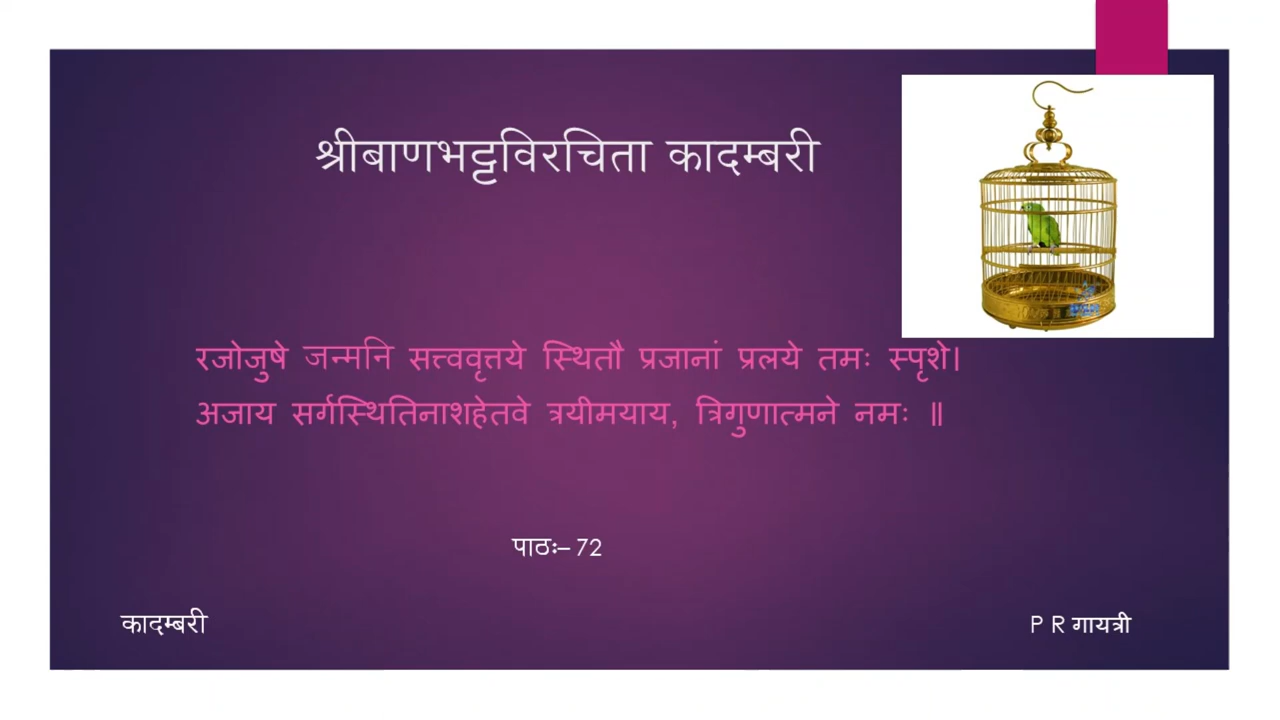 श्रीबाणभट्टविरचिता कादम्बरी
रजोजुषे जन्मनि सत्त्ववृत्तये स्थितौ प्रजानां प्रलये तमः स्पृशे।
अजाय सर्गस्थितिनाशहेतवे त्रयीमयाय, त्रिगुणात्मने नमः ॥
पाठः– 72
कादम्बरी
P R गायत्री